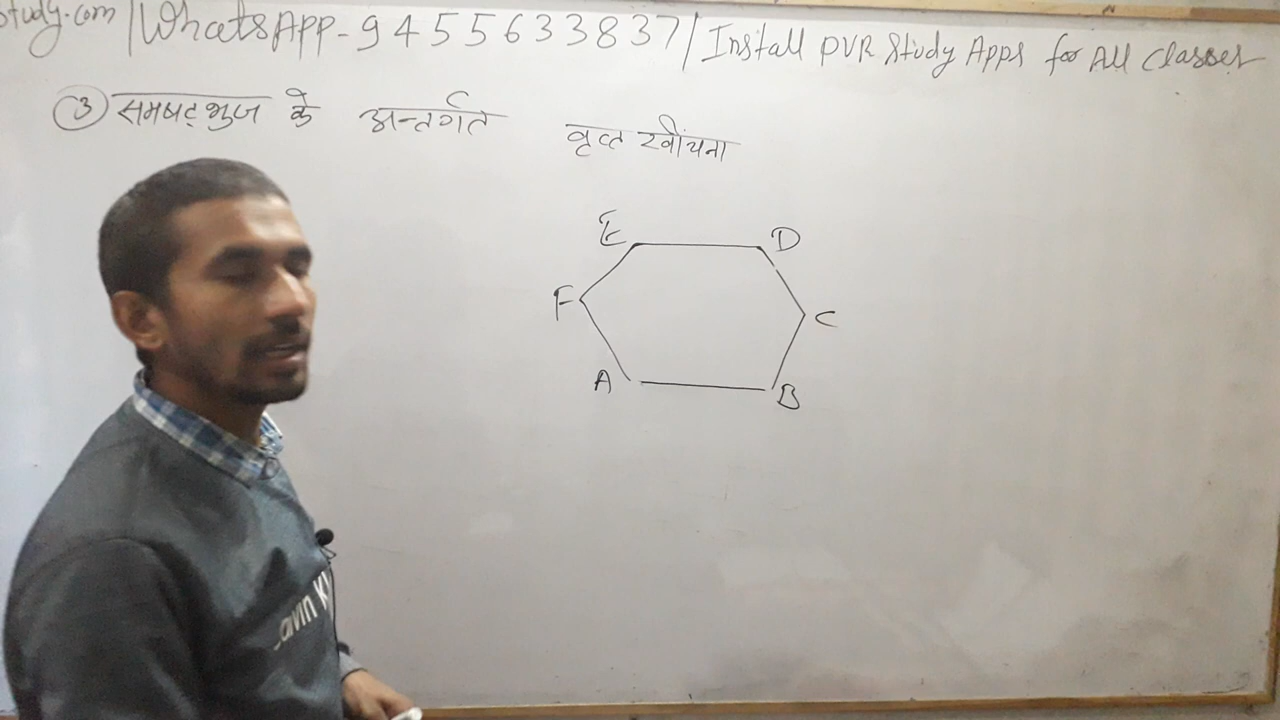 study.com / WhatsApp-9455633837 / Install PVR Study Apps for All Classes
③ समषट्भुज के अन्तर्गत वृत्त खींचना
E D
F C
A B